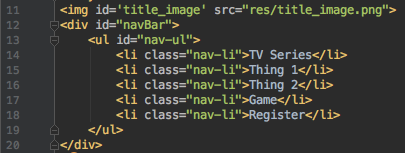 11 <img id='title_image' src="res/title_image.png">
12 <div id="navBar">
13 <ul id="nav-ul">
14 <li class="nav-li">TV Series</li>
15 <li class="nav-li">Thing 1</li>
16 <li class="nav-li">Thing 2</li>
17 <li class="nav-li">Game</li>
18 <li class="nav-li">Register</li>
19 </ul>
20 </div>